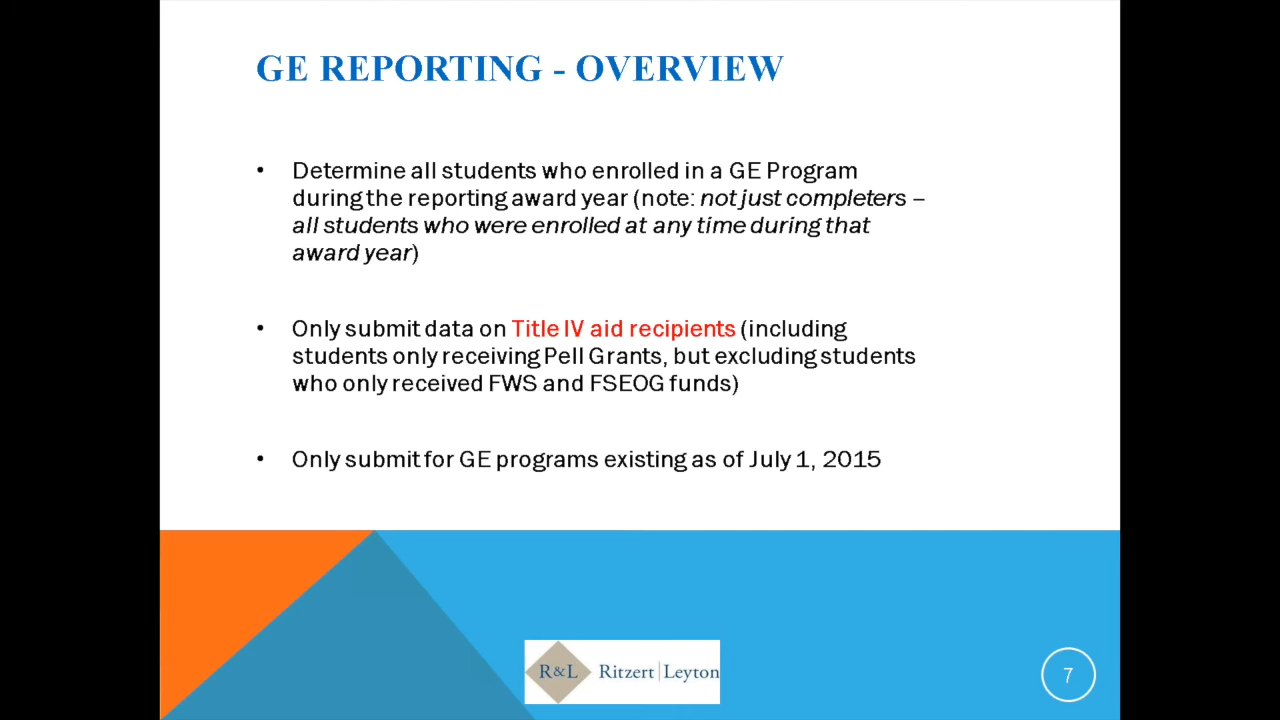 GE REPORTING - OVERVIEW
• Determine all students who enrolled in a GE Program
during the reporting award year (note: not just completers –
all students who were enrolled at any time during that
award year)
• Only submit data on Title IV aid recipients (including
students only receiving Pell Grants, but excluding students
who only received FWS and FSEOG funds)
• Only submit for GE programs existing as of July 1, 2015
R&L Ritzert|Leyton
7